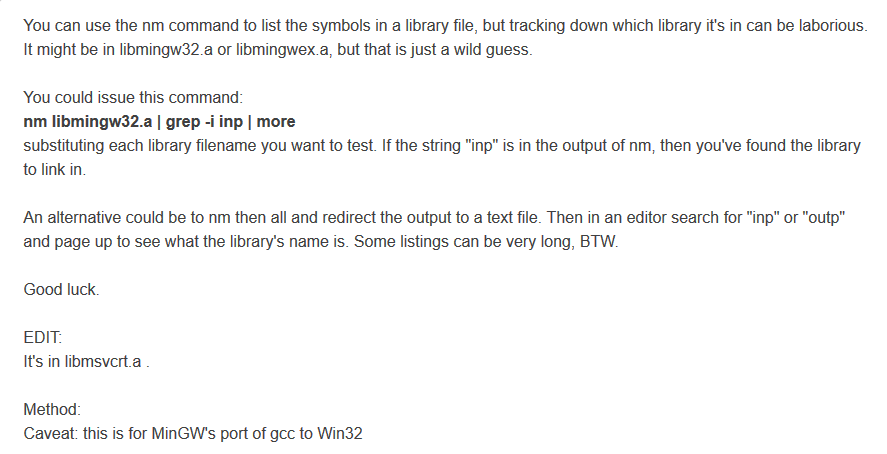 You can use the nm command to list the symbols in a library file, but tracking down which library it's in can be laborious.
It might be in libmingw32.a or libmingwex.a, but that is just a wild guess.
You could issue this command:
nm libmingw32.a | grep -i inp | more
substituting each library filename you want to test. If the string "inp" is in the output of nm, then you've found the library
to link in.
An alternative could be to nm then all and redirect the output to a text file. Then in an editor search for "inp" or "outp"
and page up to see what the library's name is. Some listings can be very long, BTW.
Good luck.
EDIT:
It's in libmsvcrt.a .
Method:
Caveat: this is for MinGW's port of gcc to Win32